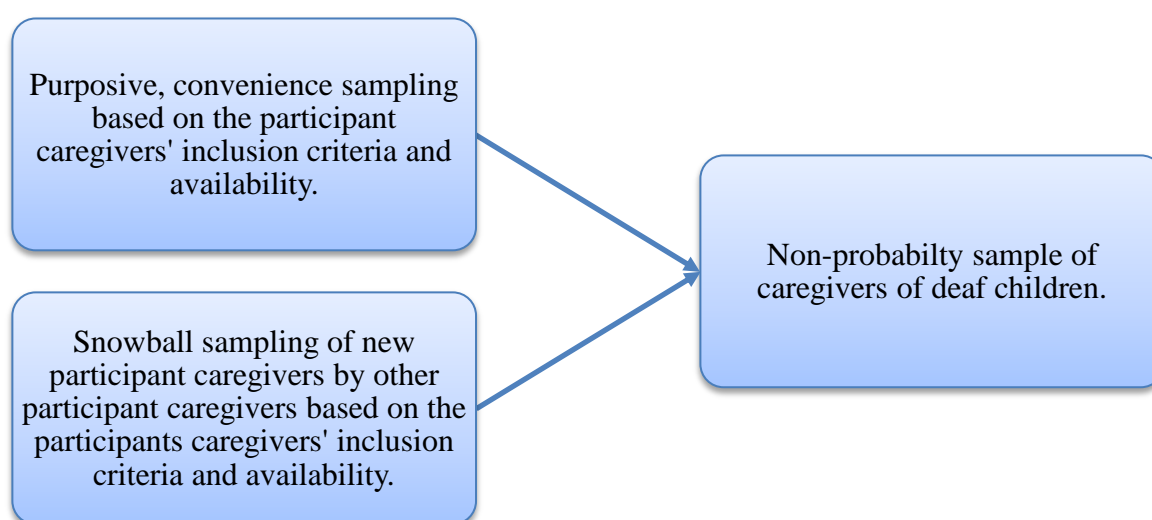 Purposive, convenience sampling
based on the participant
caregivers' inclusion criteria and
availability.
Snowball sampling of new
participant caregivers by other
participant caregivers based on the
participants caregivers' inclusion
criteria and availability.
Non-probabilty sample of
caregivers of deaf children.